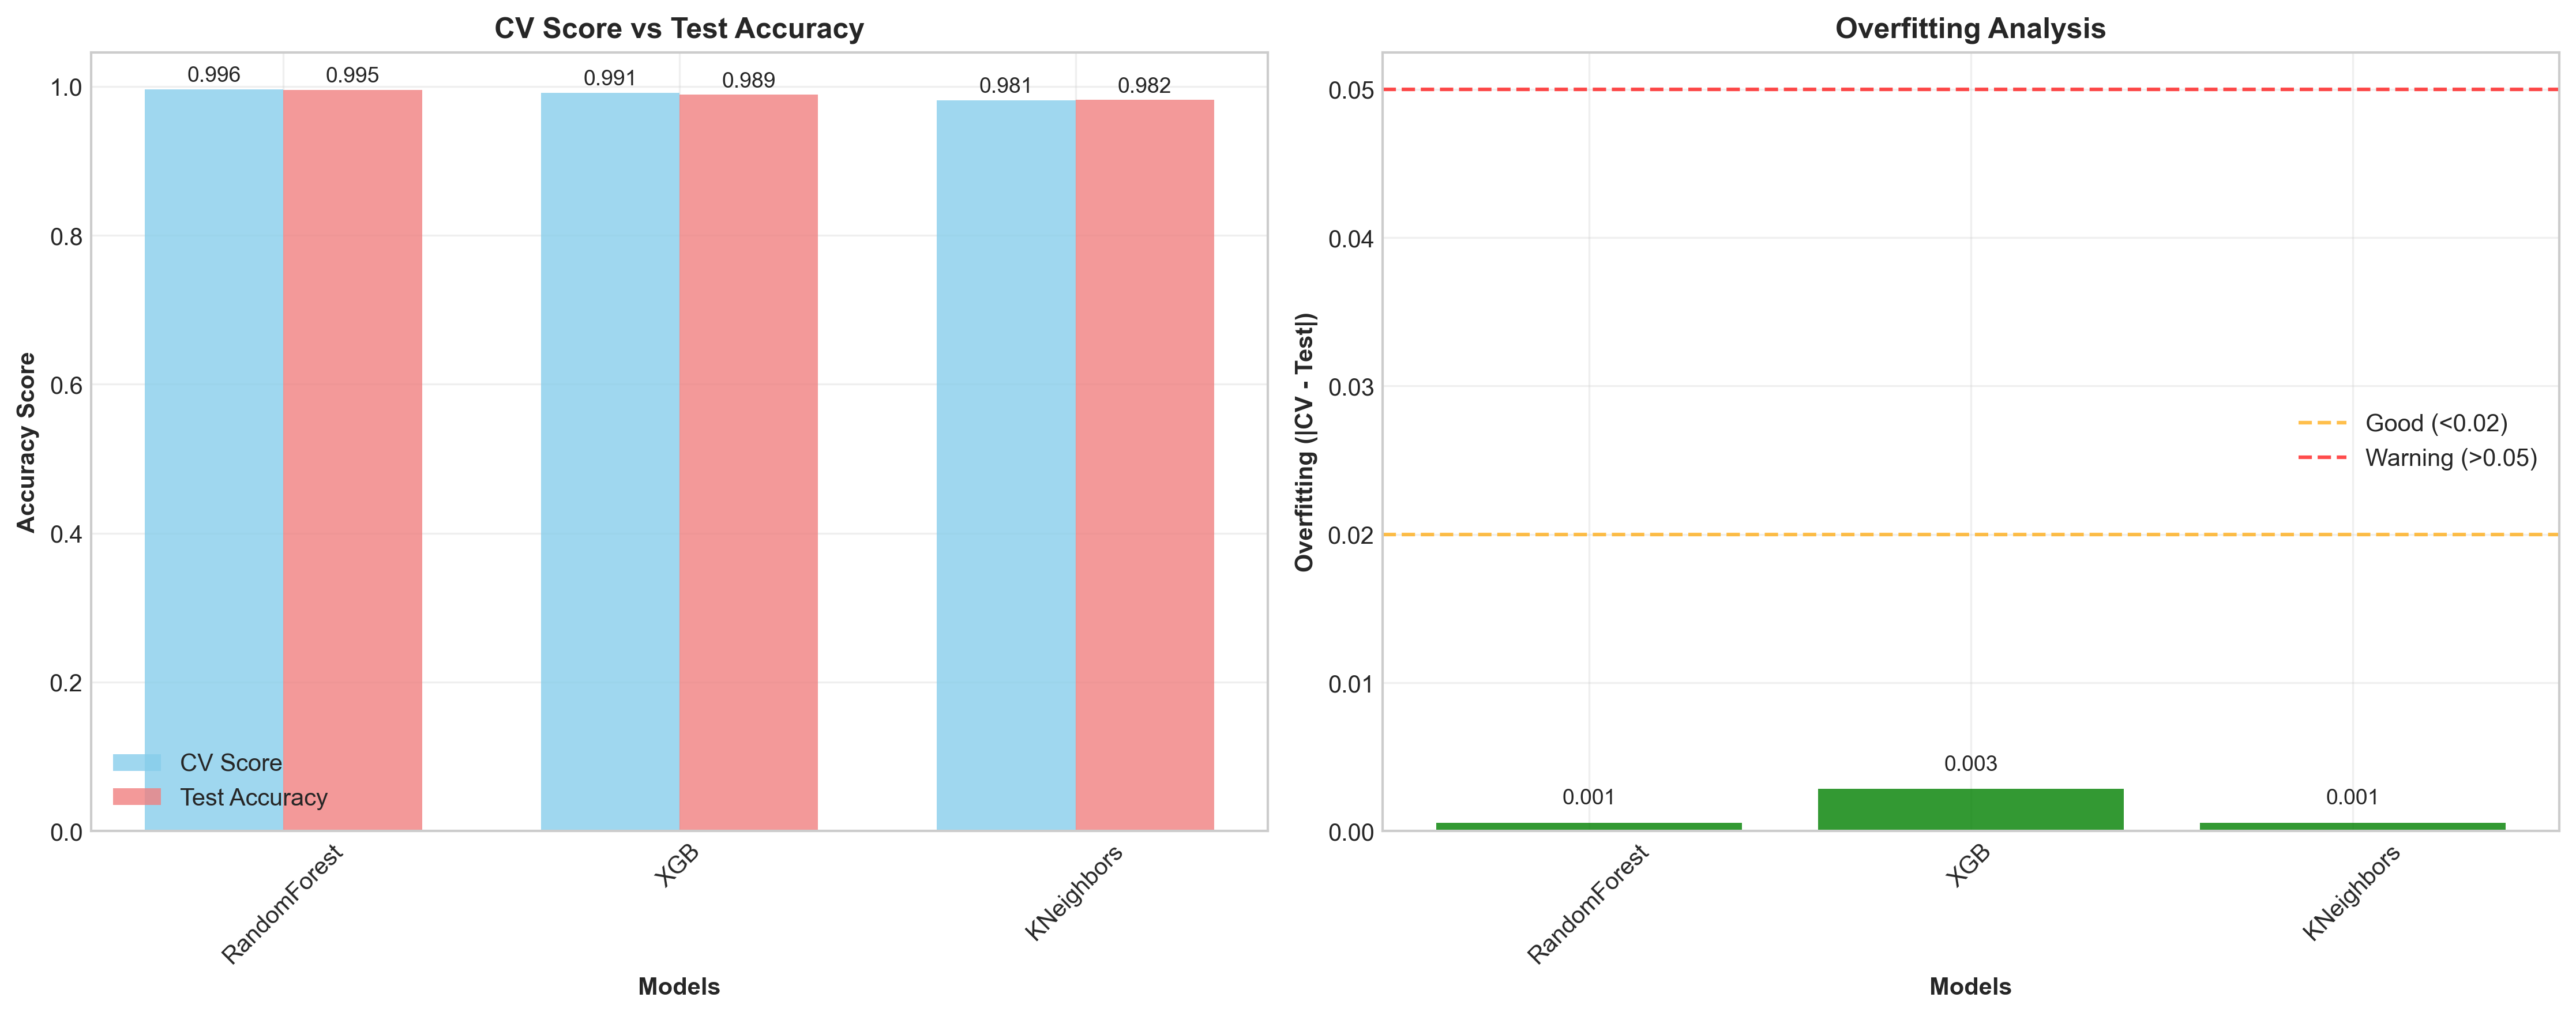 CV Score vs Test Accuracy
Accuracy Score
1.0
0.8
0.6
0.4
0.2
0.0
0.996
0.995
0.991
0.989
0.981
0.982
CV Score
Test Accuracy
RandomForest
XGB
KNeighbors
Models
Overfitting Analysis
Overfitting (|CV - Test|)
0.05
0.04
0.03
0.02
0.01
0.00
Good (<0.02)
Warning (>0.05)
0.001
0.003
0.001
RandomForest
XGB
KNeighbors
Models